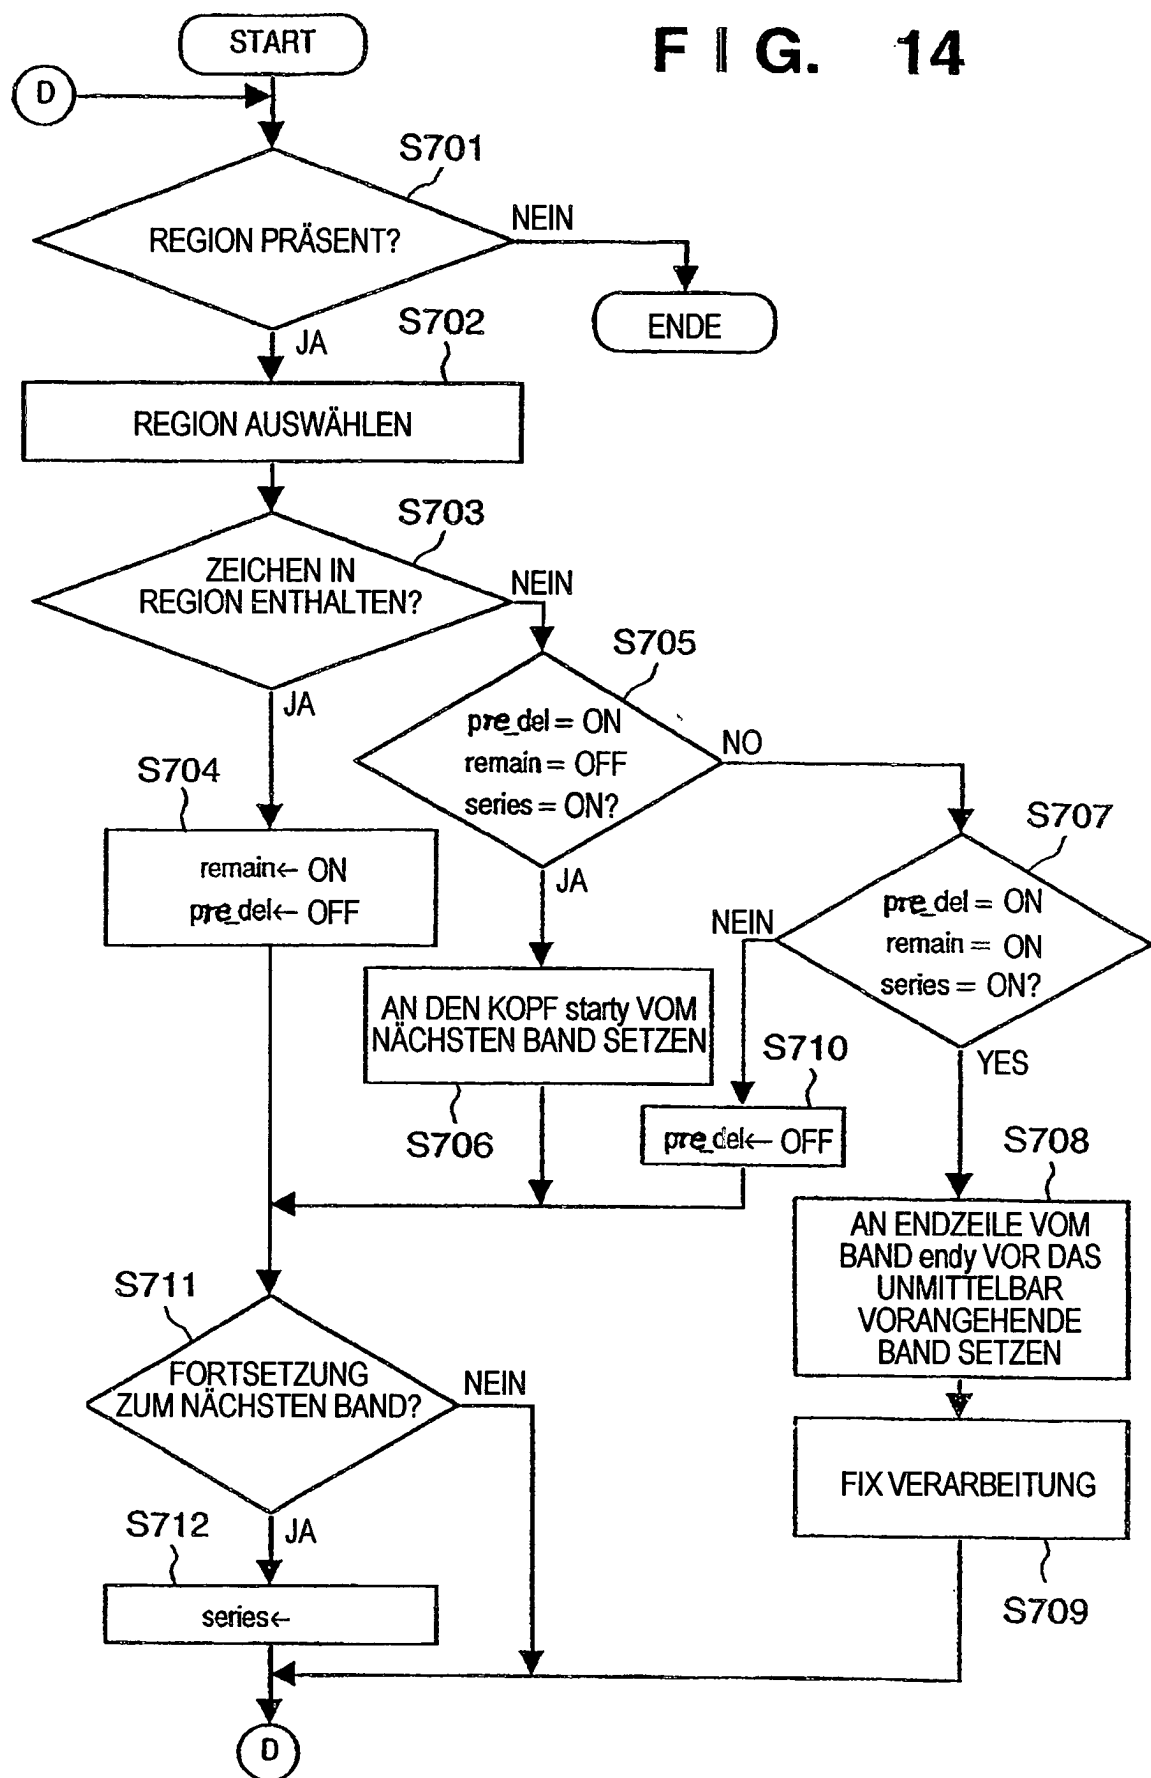 FIG. 14
START
D
S701
REGION PRÄSENT?
NEIN
ENDE
JA
S702
REGION AUSWÄHLEN
S703
ZEICHEN IN
REGION ENTHALTEN?
NEIN
JA
S705
pre_del = ON
remain = OFF
series = ON?
NO
JA
S704
remain← ON
pre_del← OFF
S707
pre_del = ON
remain = ON
series = ON?
NEIN
YES
AN DEN KOPF starty VOM
NÄCHSTEN BAND SETZEN
S706
S710
pre_del← OFF
S708
AN ENDZEILE VOM
BAND endy VOR DAS
UNMITTELBAR
VORANGEHENDE
BAND SETZEN
S711
FORTSETZUNG
ZUM NÄCHSTEN BAND?
NEIN
JA
FIX VERARBEITUNG
S709
S712
series←
D